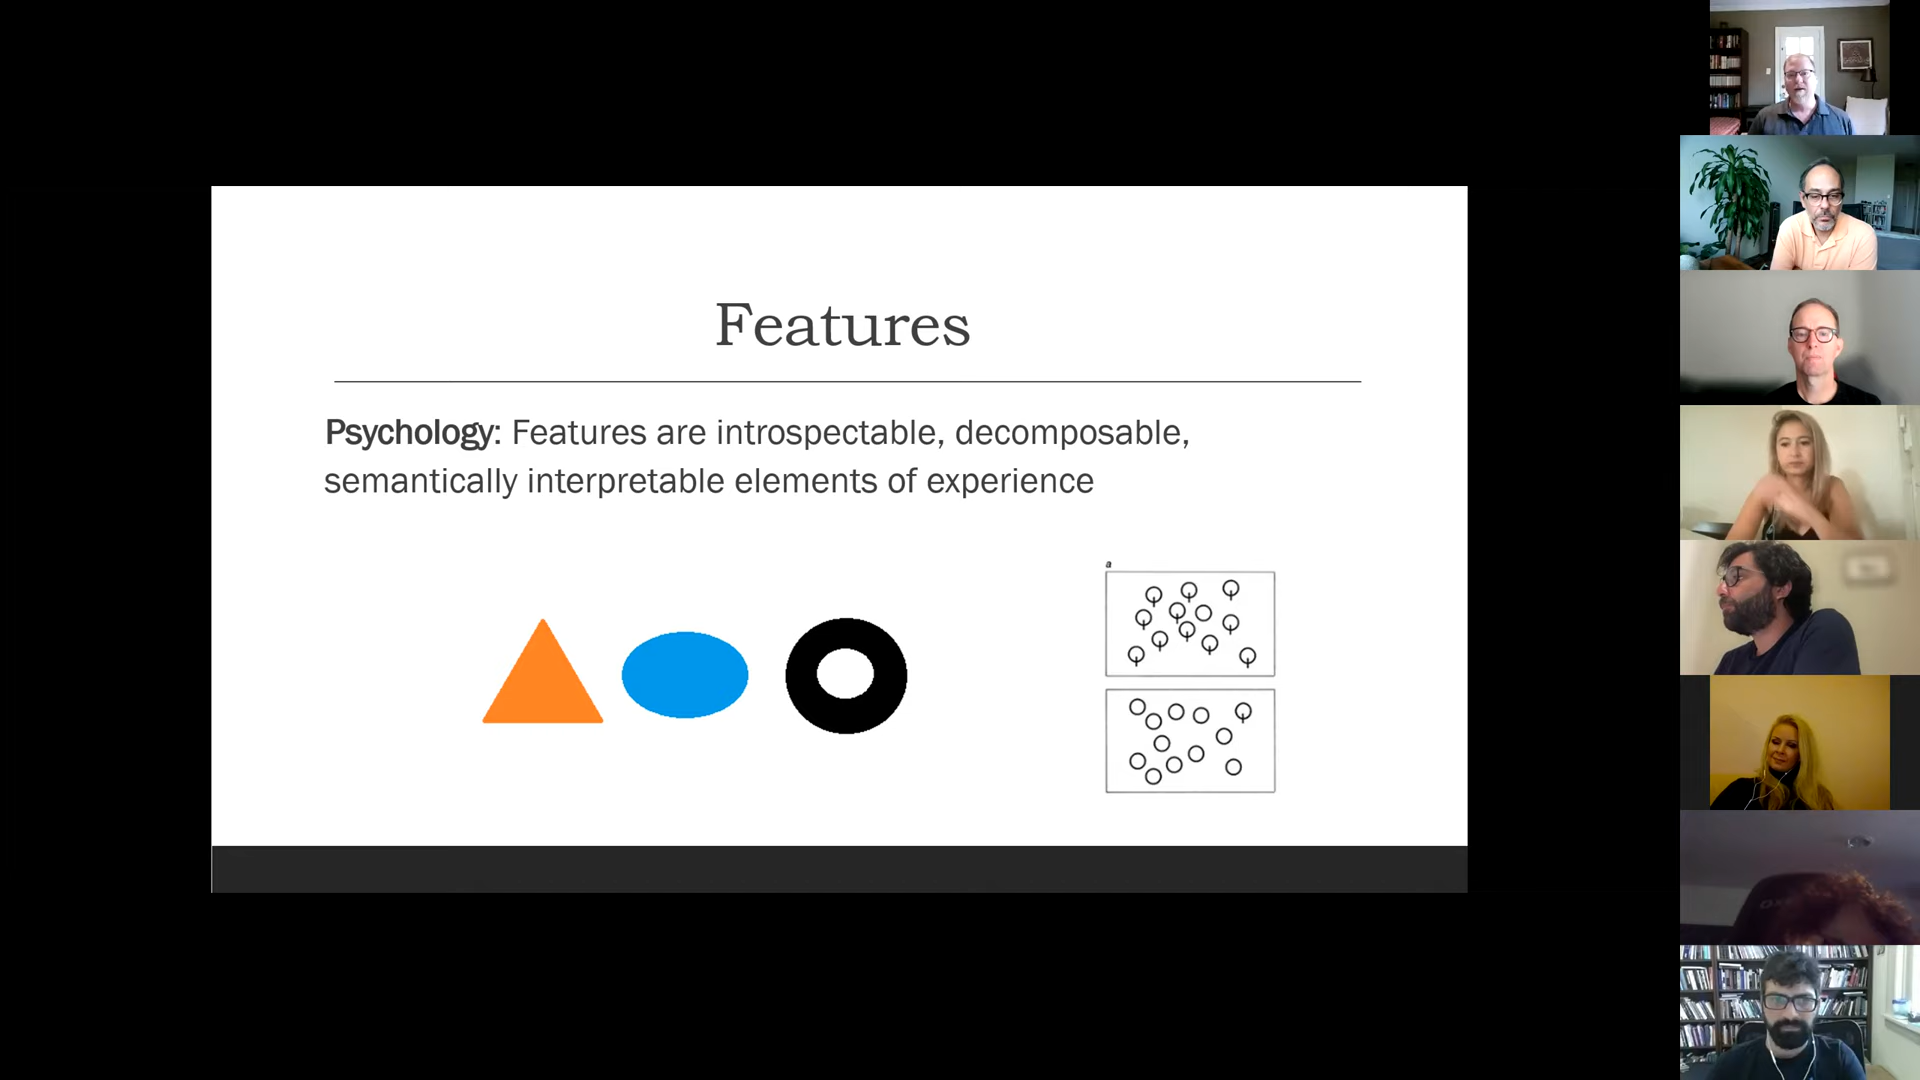 Features
Psychology: Features are introspectable, decomposable,
semantically interpretable elements of experience
a